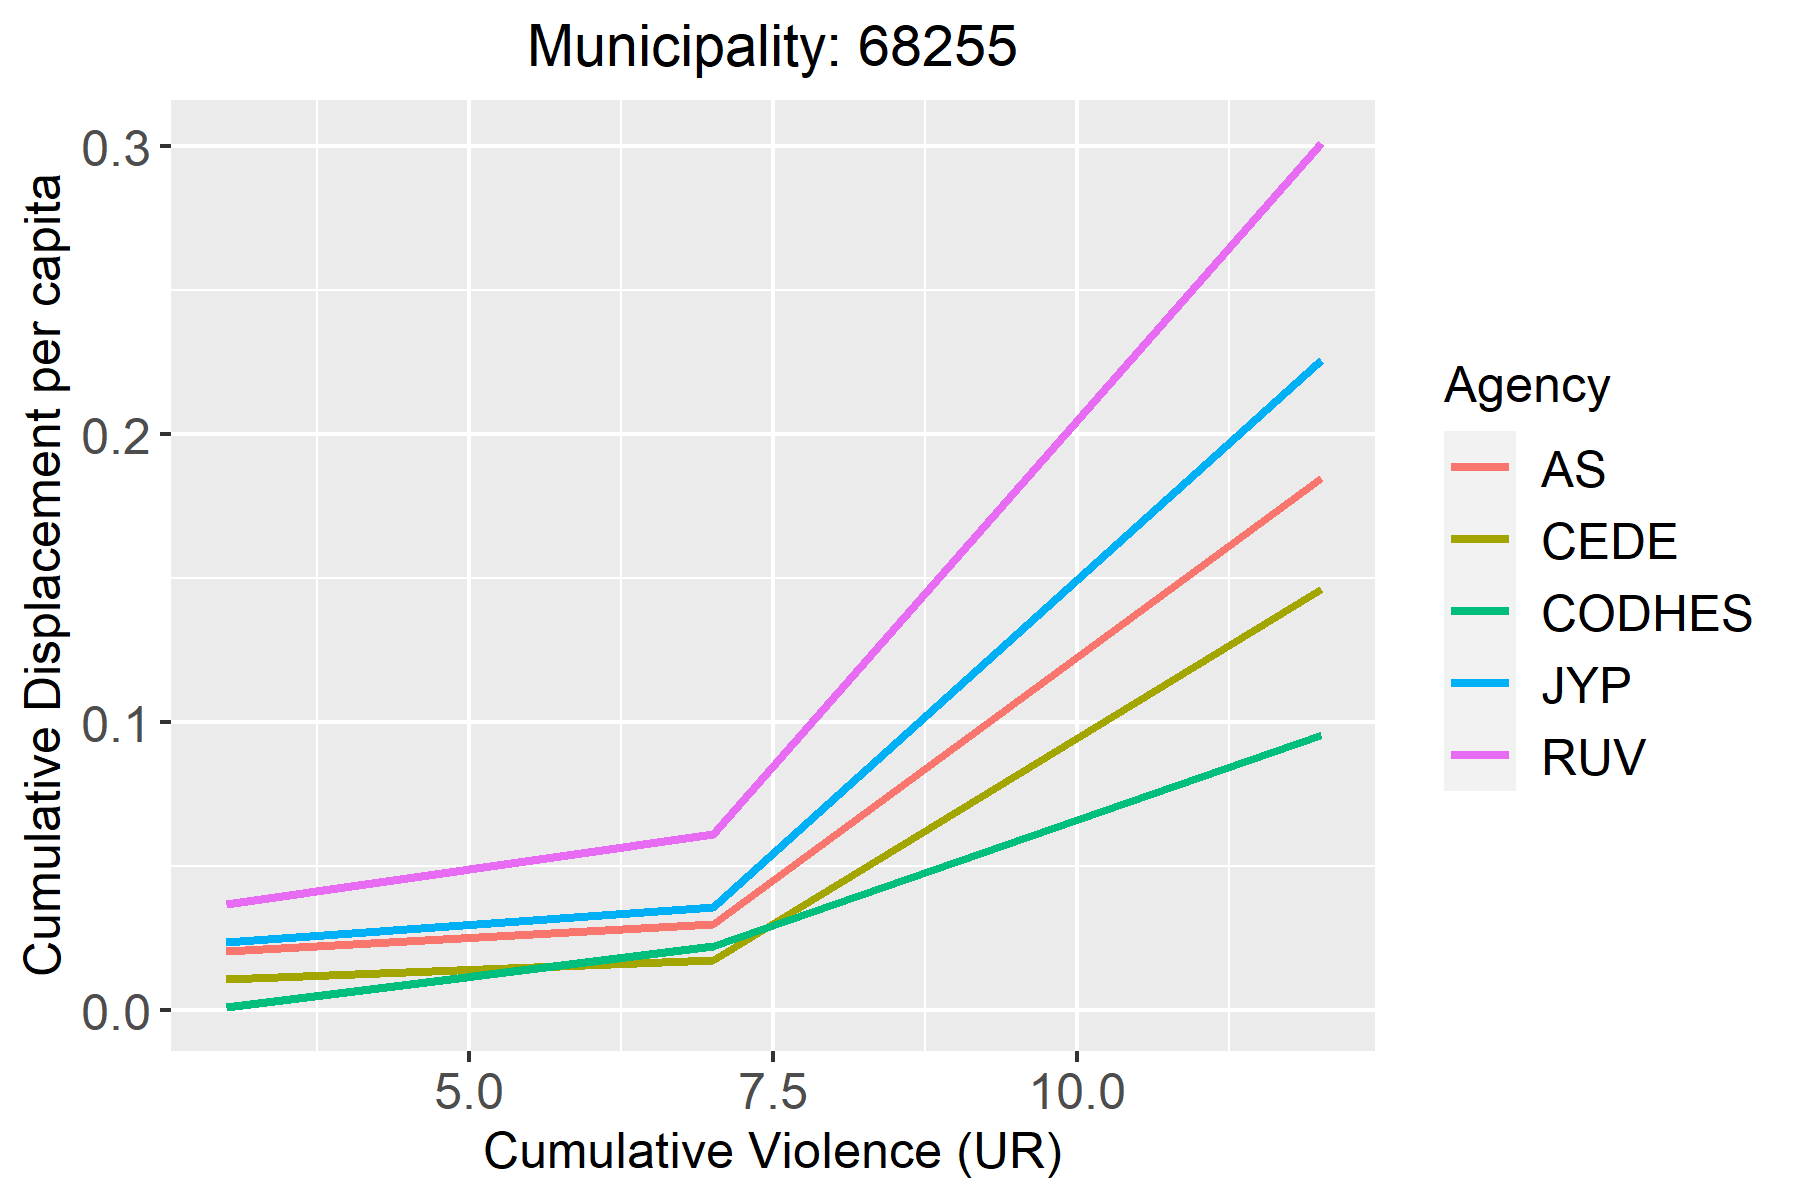 Municipality: 68255
Cumulative Displacement per capita
0.3
0.2
0.1
0.0
5.0 7.5 10.0
Cumulative Violence (UR)
Agency
AS
CEDE
CODHES
JYP
RUV